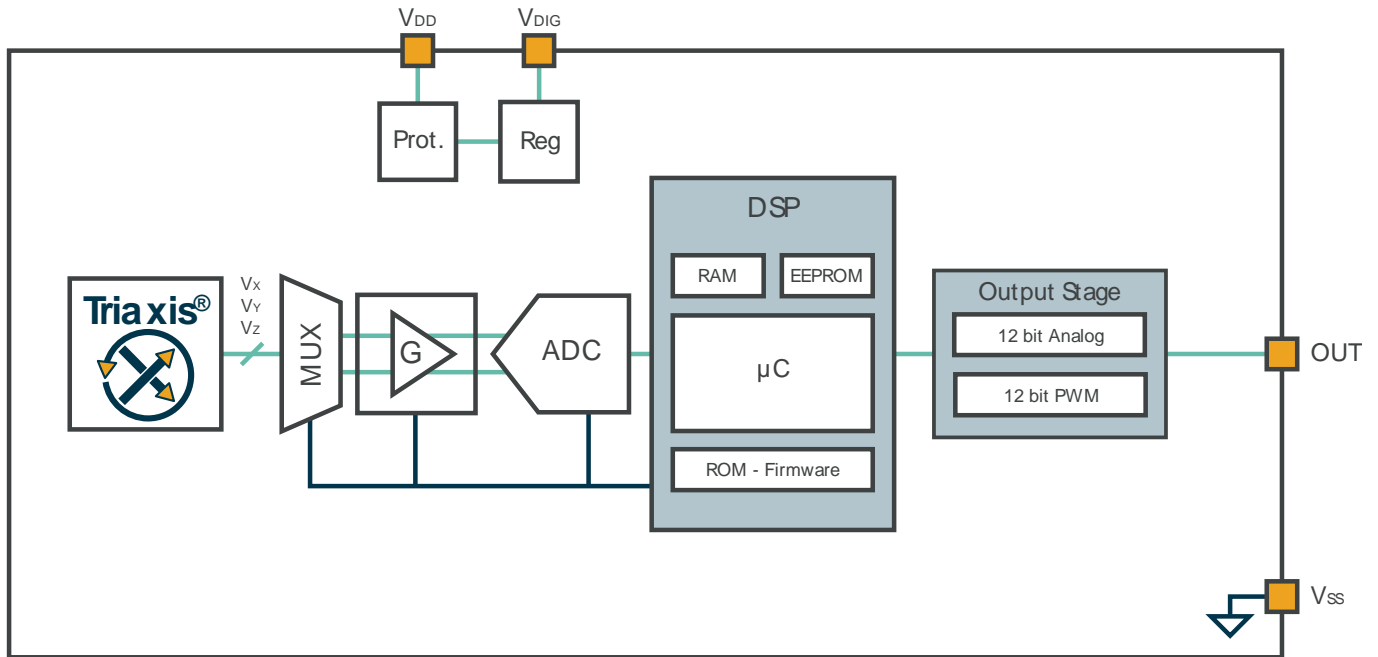 VDD
VDIG
Prot.
Reg
DSP
RAM
EEPROM
Triaxis®
VX
VY
VZ
MUX
G
ADC
µC
ROM - Firmware
Output Stage
12 bit Analog
12 bit PWM
OUT
VSS